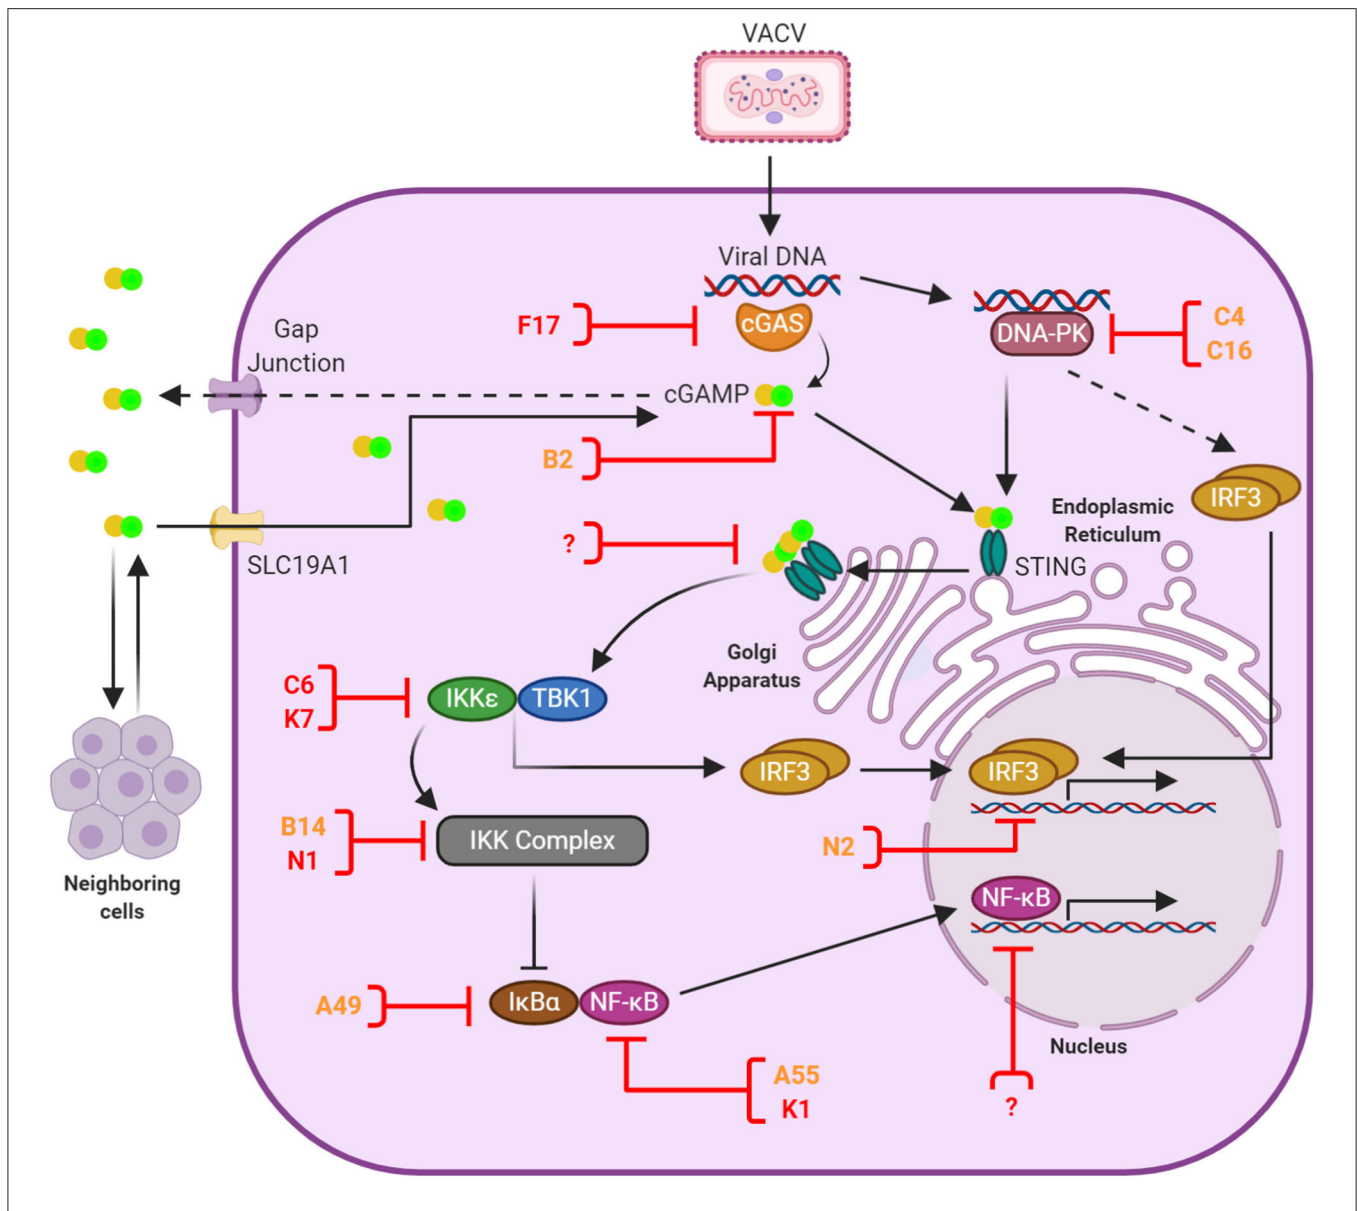 VACV
Viral DNA
F17
cGAS
DNA-PK
C4
C16
Gap
Junction
cGAMP
B2
IRF3
Endoplasmic
Reticulum
?
SLC19A1
STING
Golgi
Apparatus
C6
K7
IKKε
TBK1
IRF3
IRF3
B14
N1
IKK Complex
N2
Neighboring
cells
NF-κB
A49
IκBα
NF-κB
Nucleus
A55
K1
?